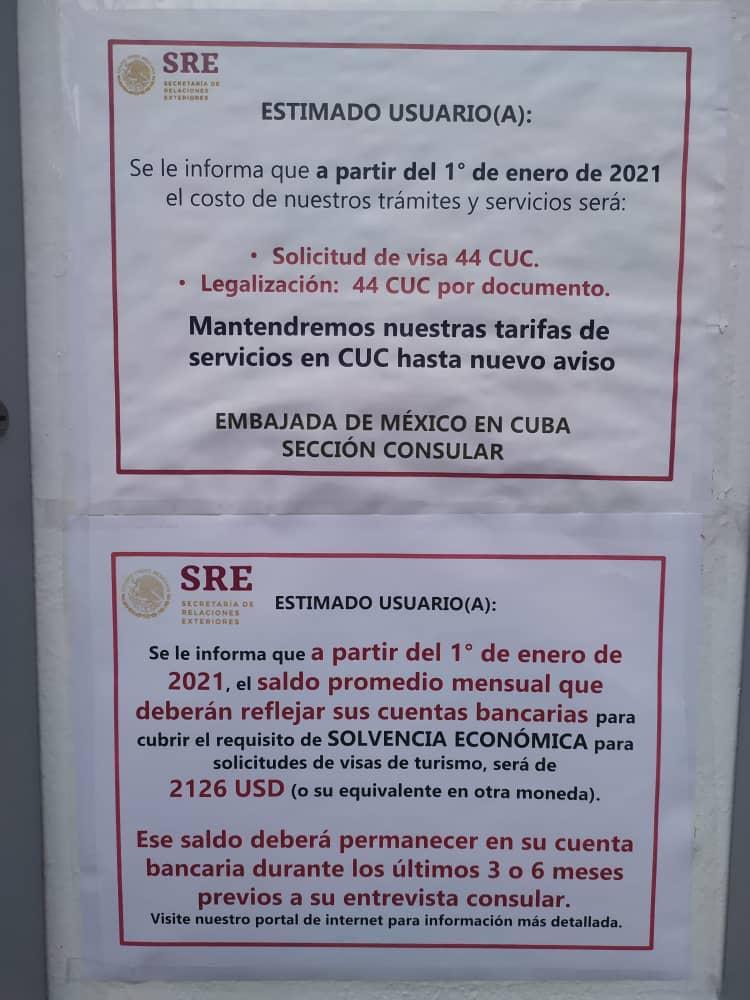 SRE
SECRETARÍA DE
RELACIONES
EXTERIORES
ESTIMADO USUARIO(A):
Se le informa que a partir del 1° de enero de 2021
el costo de nuestros trámites y servicios será:
• Solicitud de visa 44 CUC.
• Legalización: 44 CUC por documento.
Mantendremos nuestras tarifas de
servicios en CUC hasta nuevo aviso
EMBAJADA DE MÉXICO EN CUBA
SECCIÓN CONSULAR
SRE
SECRETARÍA DE
RELACIONES
EXTERIORES
ESTIMADO USUARIO(A):
Se le informa que a partir del 1° de enero de
2021, el saldo promedio mensual que
deberán reflejar sus cuentas bancarias para
cubrir el requisito de SOLVENCIA ECONÓMICA para
solicitudes de visas de turismo, será de
2126 USD (o su equivalente en otra moneda).
Ese saldo deberá permanecer en su cuenta
bancaria durante los últimos 3 o 6 meses
previos a su entrevista consular.
Visite nuestro portal de internet para información más detallada.